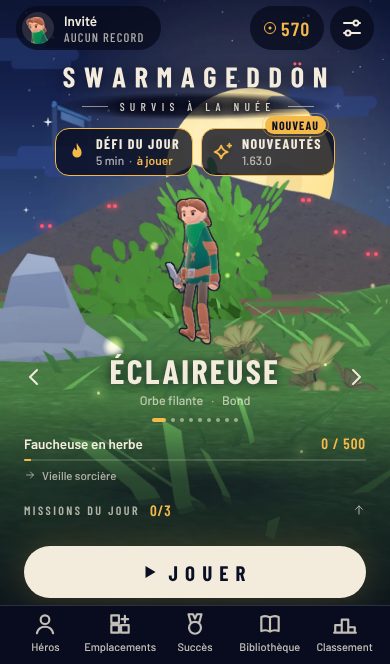 Invité
AUCUN RECORD
570
SWARMAGEDDÖN
SURVIS À LA NUÉE
NOUVEAU
DÉFI DU JOUR
5 min · à jouer
NOUVEAUTÉS
1.63.0
ÉCLAIREUSE
Orbe filante · Bond
Faucheuse en herbe
0 / 500
Vieille sorcière
MISSIONS DU JOUR 0/3
JOUER
Héros
Emplacements
Succès
Bibliothèque
Classement